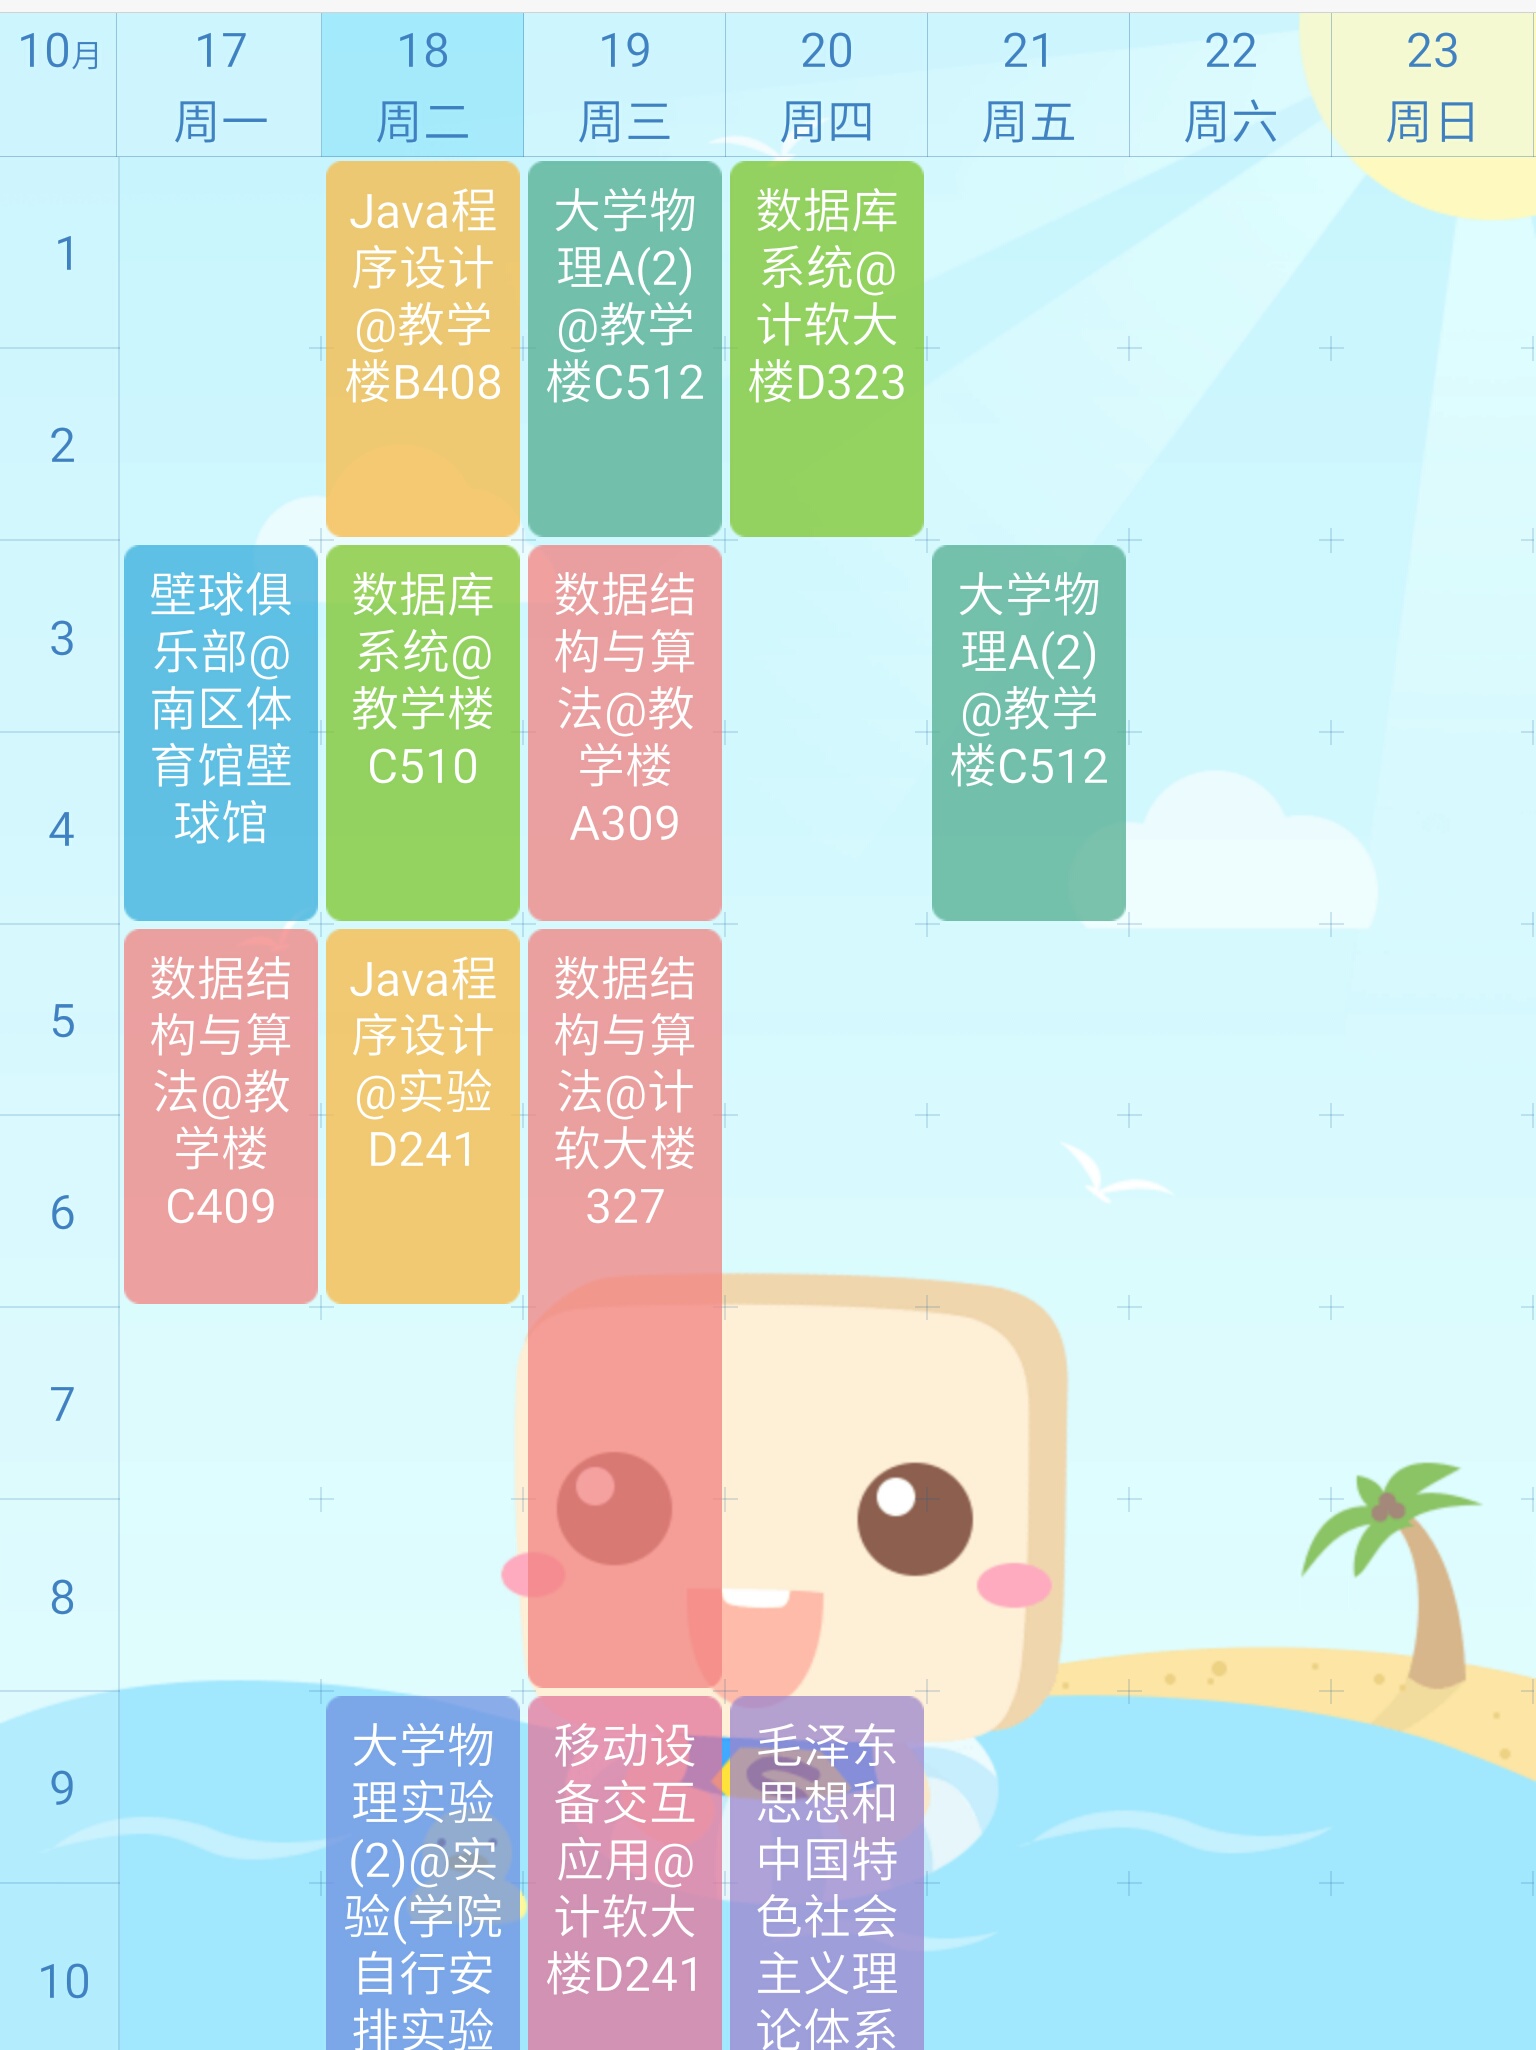 10月
17
18
19
20
21
22
23
周一
周二
周三
周四
周五
周六
周日
1
2
3
4
5
6
7
8
9
10
Java程
序设计
@教学
楼B408
大学物
理A(2)
@教学
楼C512
数据库
系统@
计软大
楼D323
壁球俱
乐部@
南区体
育馆壁
球馆
数据库
系统@
教学楼
C510
数据结
构与算
法@教
学楼
A309
大学物
理A(2)
@教学
楼C512
数据结
构与算
法@教
学楼
C409
Java程
序设计
@实验
D241
数据结
构与算
法@计
软大楼
327
大学物
理实验
(2)@实
验(学院
自行安
排实验
移动设
备交互
应用@
计软大
楼D241
毛泽东
思想和
中国特
色社会
主义理
论体系